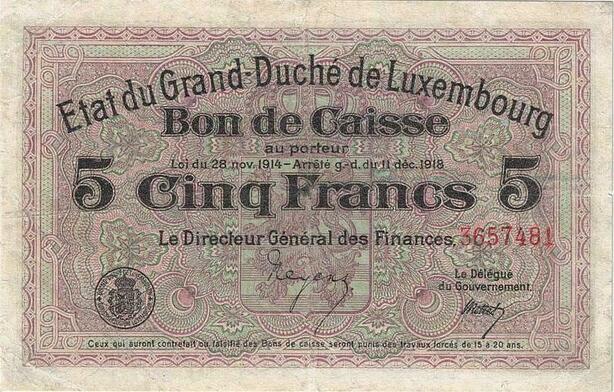 Etat du Grand-Duché de Luxembourg
Bon de Caisse
au porteur
Loi du 28 nov. 1914 – Arrêté g-d. du 11 déc. 1918
5 Cinq Francs 5
Le Directeur Général des Finances, 3657481
Neyens
Le Délégue
du Gouvernement.
Ceux qui auront contrefait ou falsifié des Bons de caisse seront punis des travaux forcés de 15 à 20 ans.